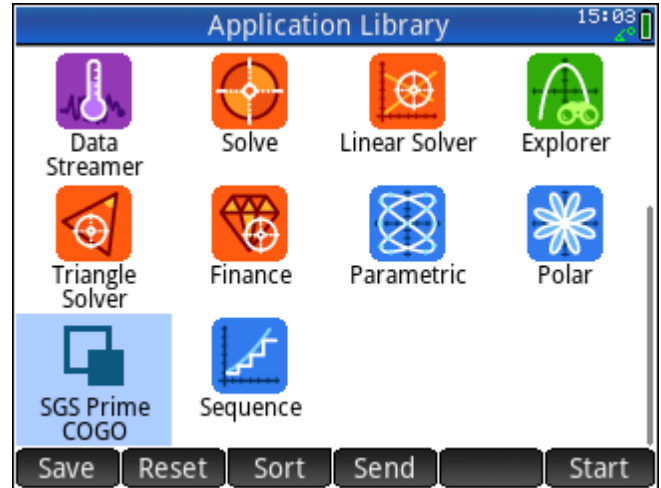 Application Library
15:03
Data
Streamer
Solve
Linear Solver
Explorer
Triangle
Solver
Finance
Parametric
Polar
SGS Prime
COGO
Sequence
Save Reset Sort Send Start